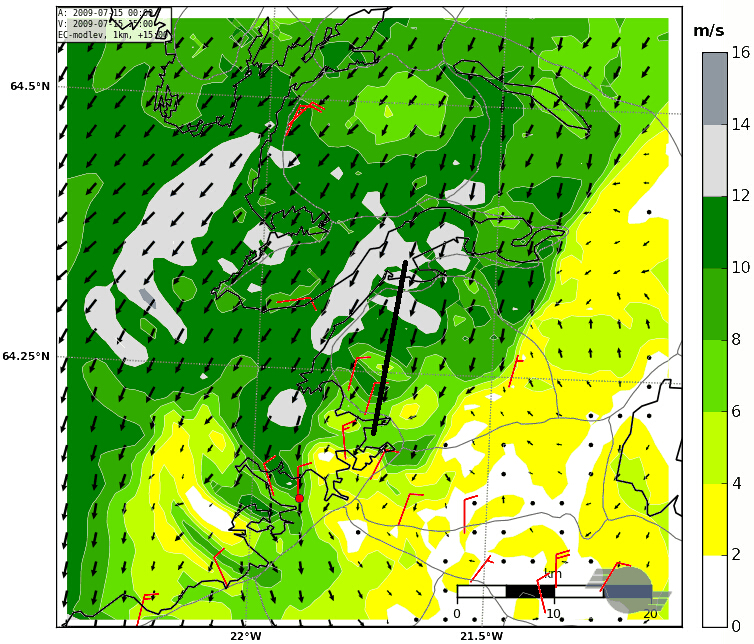 A: 2009-07-15 00:00
V: 2009-07-15 15:00
EC-modlev, 1km, +15:00
m/s
16
14
12
10
8
6
4
2
0
64.5°N
64.25°N
22°W
21.5°W
km
0
10
20